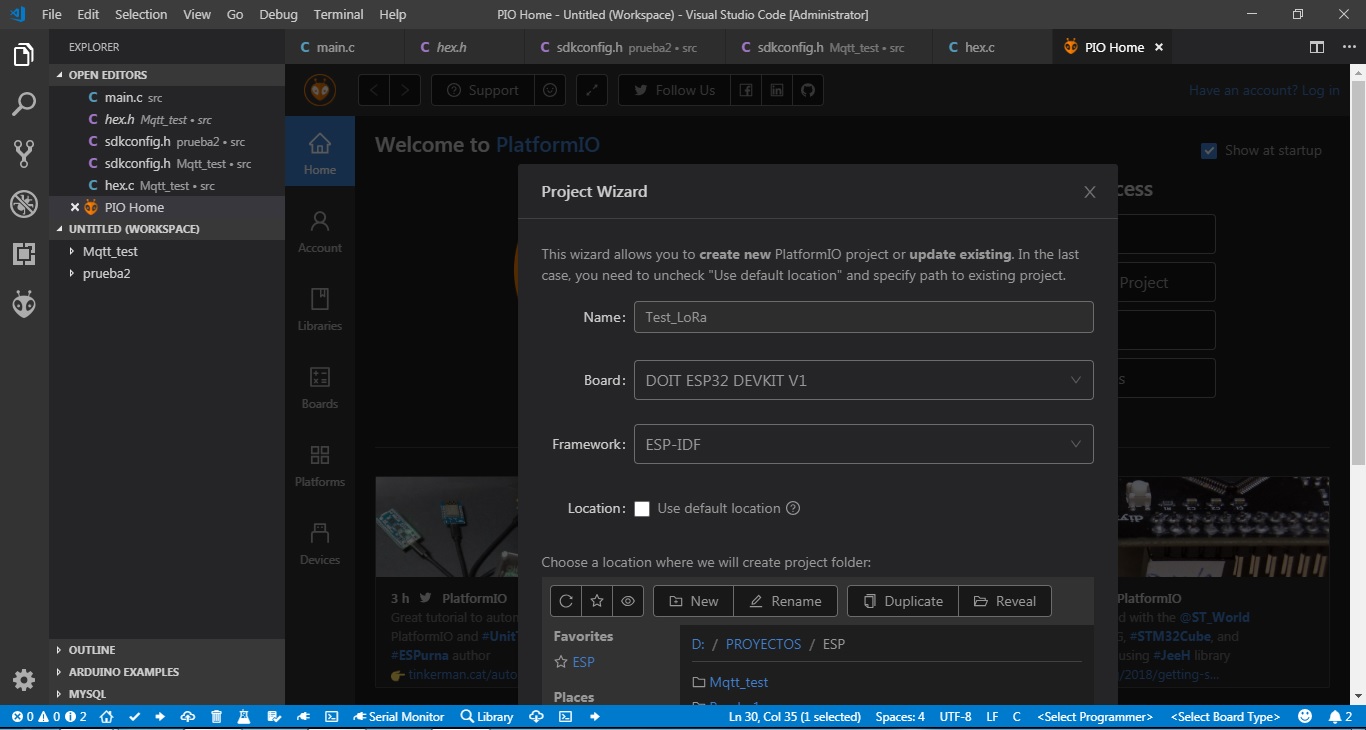 File Edit Selection View Go Debug Terminal Help PIO Home - Untitled (Workspace) - Visual Studio Code [Administrator]
EXPLORER
OPEN EDITORS
C main.c src
C hex.h Mqtt_test • src
C sdkconfig.h prueba2 • src
C sdkconfig.h Mqtt_test • src
C hex.c Mqtt_test • src
PIO Home
UNTITLED (WORKSPACE)
Mqtt_test
prueba2
OUTLINE
ARDUINO EXAMPLES
MYSQL
C main.c C hex.h C sdkconfig.h prueba2 • src C sdkconfig.h Mqtt_test • src C hex.c PIO Home
Support Follow Us Have an account? Log in
Home
Account
Libraries
Boards
Platforms
Devices
Welcome to PlatformIO
Show at startup
cess
Project
s
Project Wizard
This wizard allows you to create new PlatformIO project or update existing. In the last
case, you need to uncheck "Use default location" and specify path to existing project.
Name: Test_LoRa
Board: DOIT ESP32 DEVKIT V1
Framework: ESP-IDF
Location: Use default location
Choose a location where we will create project folder:
New Rename Duplicate Reveal
Favorites
ESP
Places
D: / PROYECTOS / ESP
Mqtt_test
3 h PlatformIO
Great tutorial to autom
PlatformIO and #UnitT
#ESPurna author
tinkerman.cat/auto
PlatformIO
d with the @ST_World
G, #STM32Cube, and
using #JeeH library
/2018/getting-s...
0 0 2 Serial Monitor Library Ln 30, Col 35 (1 selected) Spaces: 4 UTF-8 LF C <Select Programmer> <Select Board Type> 2